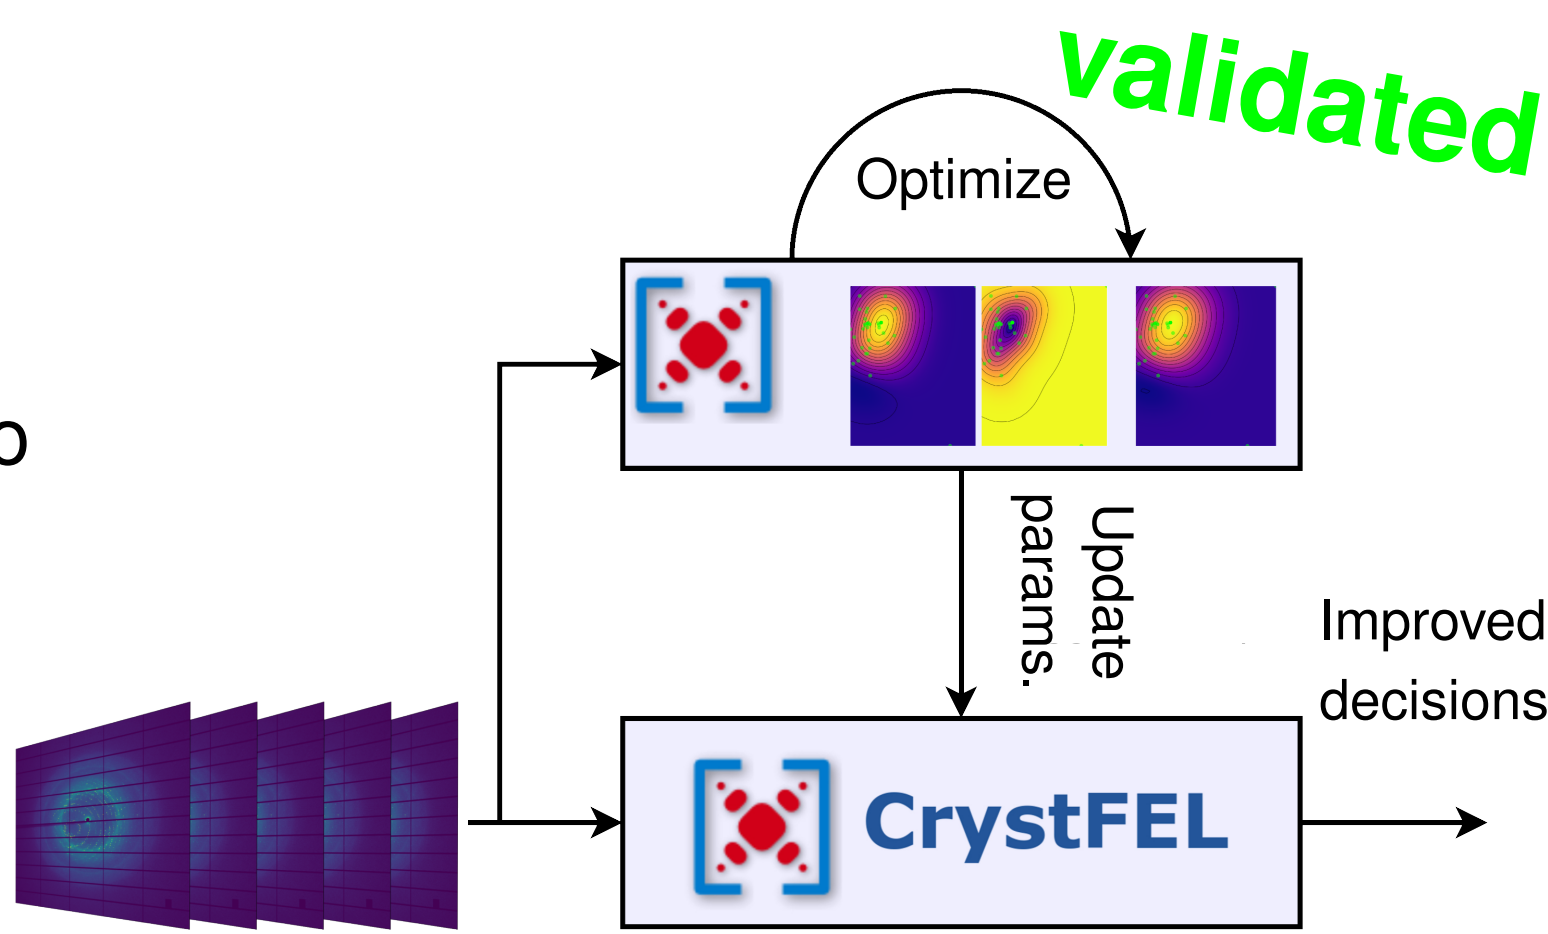 validated
Optimize
Update
params.
Improved
decisions
CrystFEL